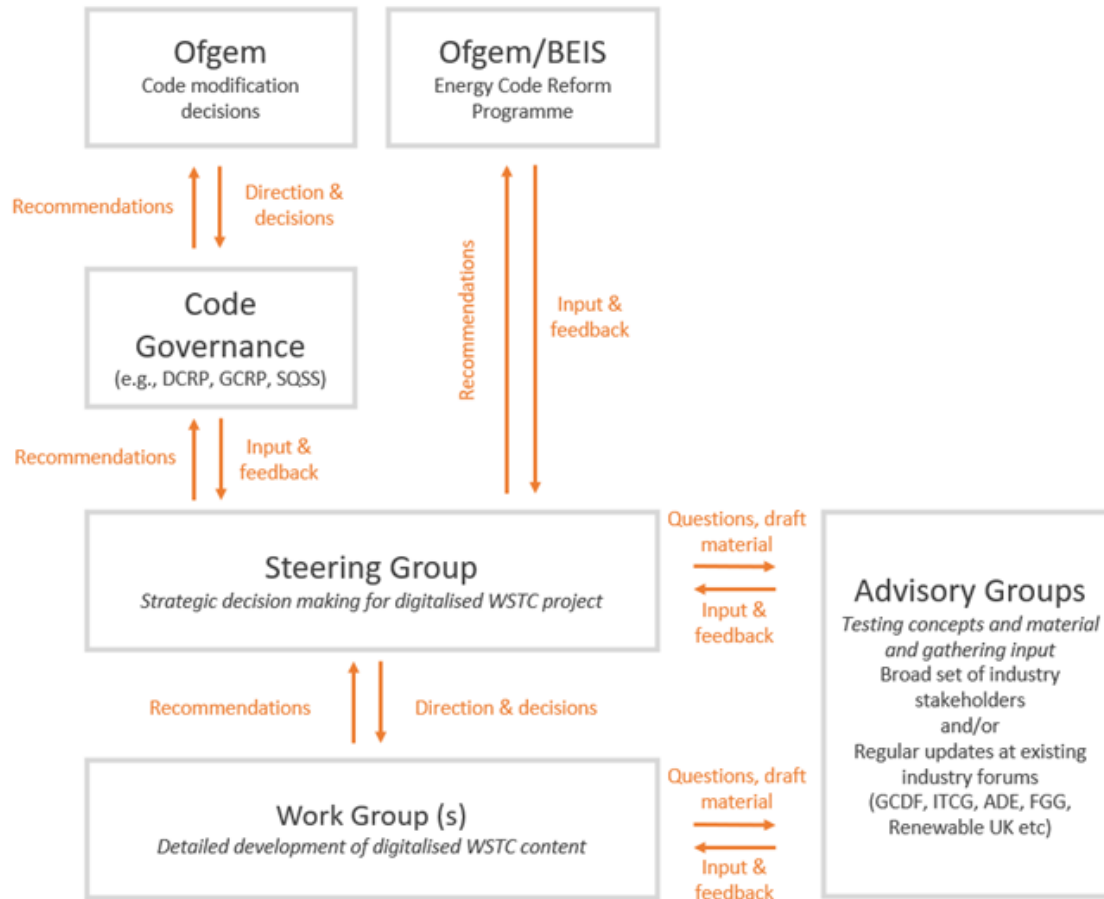 Ofgem
Code modification
decisions
Ofgem/BEIS
Energy Code Reform
Programme
Recommendations
Direction &
decisions
Code
Governance
(e.g., DCRP, GCRP, SQSS)
Recommendations
Input &
feedback
Recommendations
Input &
feedback
Steering Group
Strategic decision making for digitalised WSTC project
Questions, draft
material
Input &
feedback
Advisory Groups
Testing concepts and material
and gathering input
Broad set of industry
stakeholders
and/or
Regular updates at existing
industry forums
(GCDF, ITCG, ADE, FGG,
Renewable UK etc)
Recommendations
Direction & decisions
Work Group (s)
Detailed development of digitalised WSTC content
Questions, draft
material
Input &
feedback